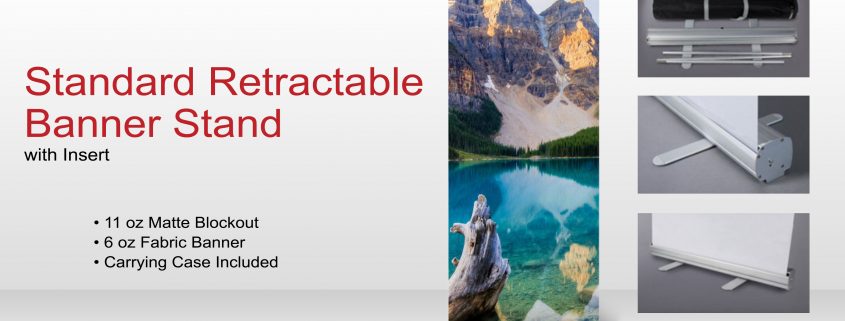 Standard Retractable
Banner Stand
with Insert
• 11 oz Matte Blockout
• 6 oz Fabric Banner
• Carrying Case Included